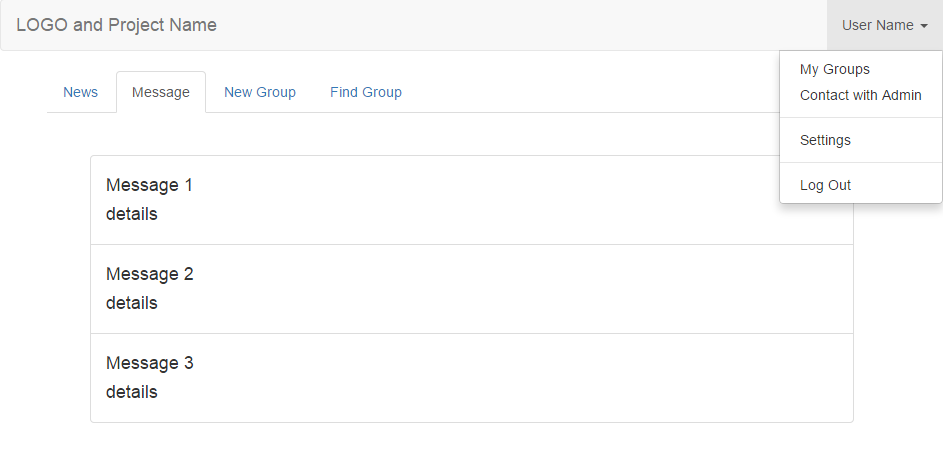 LOGO and Project Name
User Name
My Groups
Contact with Admin
Settings
Log Out
News
Message
New Group
Find Group
Message 1
details
Message 2
details
Message 3
details